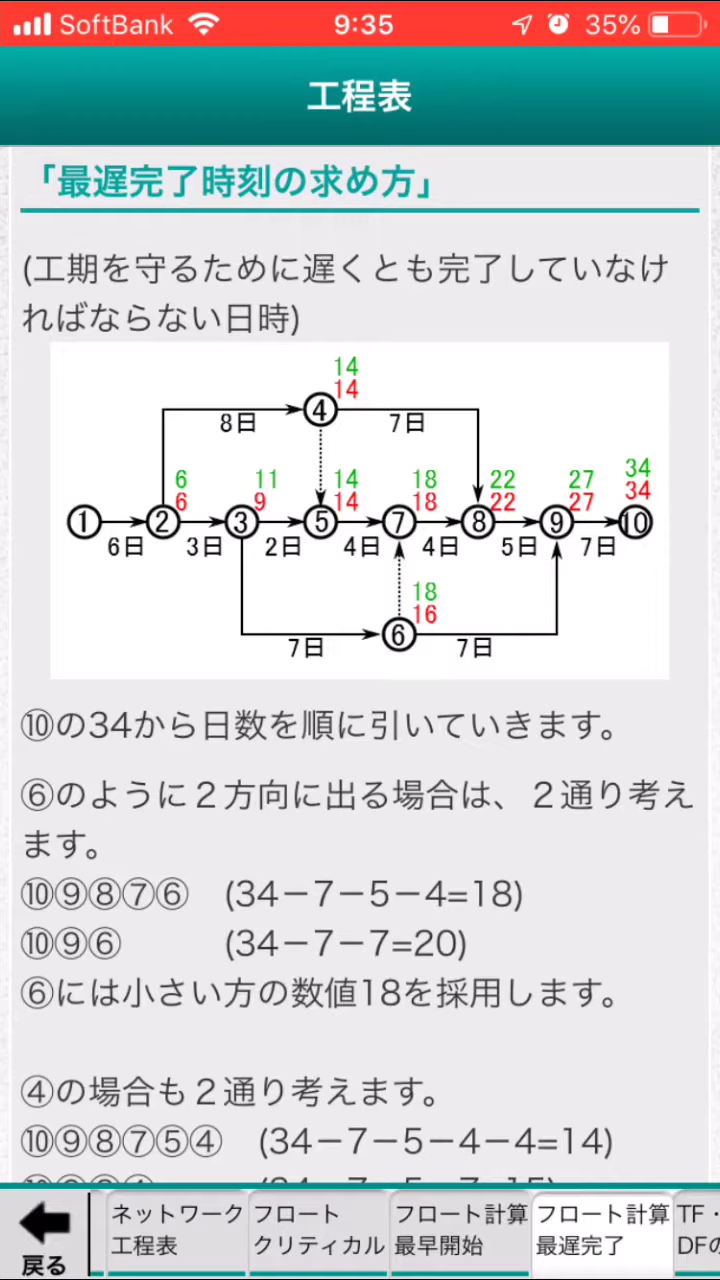 SoftBank 9:35 35%
工程表
「最遅完了時刻の求め方」
(工期を守るために遅くとも完了していなけ
ればならない日時)
14
14
④
8日 7日
6 11 14 18 22 27 34
6 9 14 18 22 27 34
① ② ③ ⑤ ⑦ ⑧ ⑨ ⑩
6日 3日 2日 4日 4日 5日 7日
18
16
⑥
7日 7日
⑩の34から日数を順に引いていきます。
⑥のように２方向に出る場合は、２通り考え
ます。
⑩⑨⑧⑦⑥ (34－7－5－4=18)
⑩⑨⑥ (34－7－7=20)
⑥には小さい方の数値18を採用します。
④の場合も２通り考えます。
⑩⑨⑧⑦⑤④ (34－7－5－4－4=14)
⑩⑨⑧④ (34－7－5－7=15)
戻る
ネットワーク
工程表
フロート
クリティカル
フロート計算
最早開始
フロート計算
最遅完了
TF・
DFの